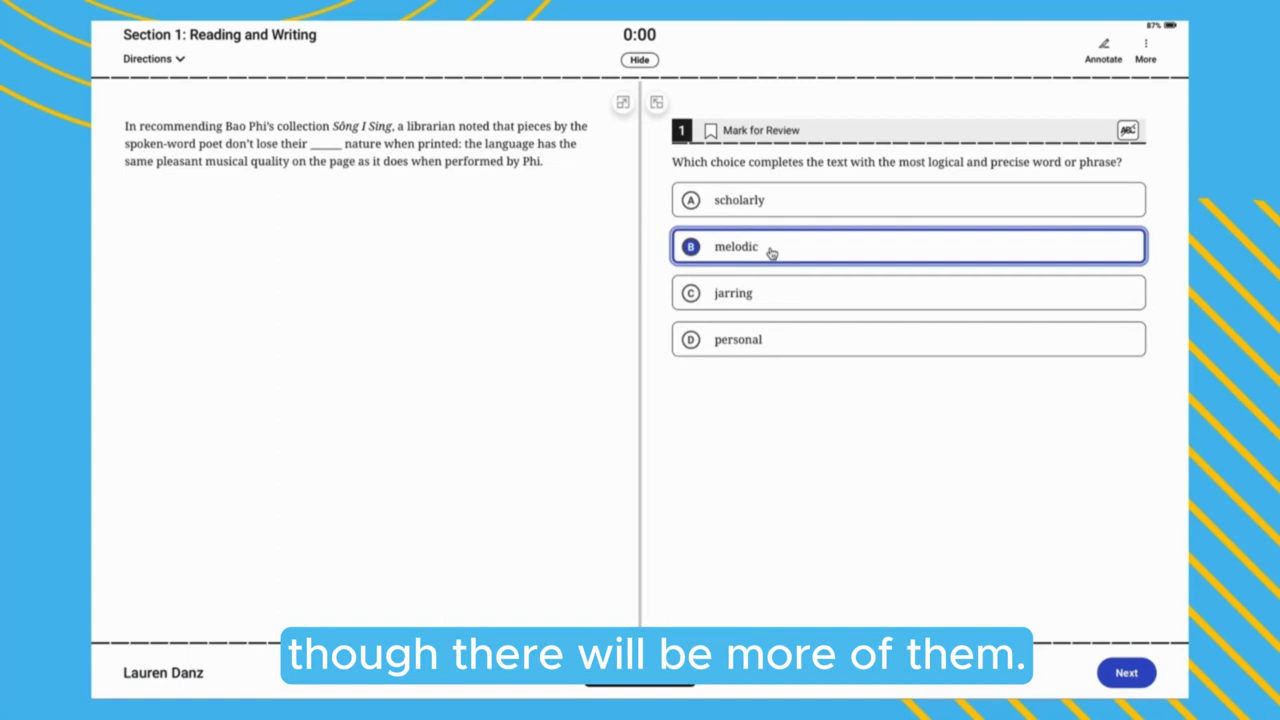 Section 1: Reading and Writing
0:00
87%
Directions
Hide
Annotate
More
In recommending Bao Phi's collection Sông I Sing, a librarian noted that pieces by the
spoken-word poet don't lose their _____ nature when printed: the language has the
same pleasant musical quality on the page as it does when performed by Phi.
1
Mark for Review
ABC
Which choice completes the text with the most logical and precise word or phrase?
A scholarly
B melodic
C jarring
D personal
though there will be more of them.
Lauren Danz
Next